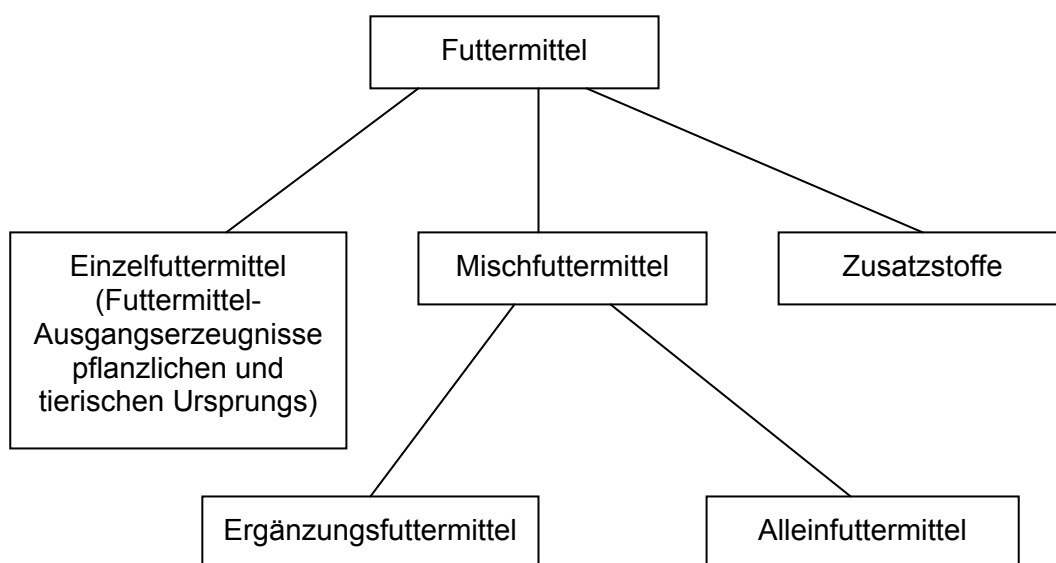 Futtermittel
Einzelfuttermittel
(Futtermittel-
Ausgangserzeugnisse
pflanzlichen und
tierischen Ursprungs)
Mischfuttermittel
Zusatzstoffe
Ergänzungsfuttermittel
Alleinfuttermittel